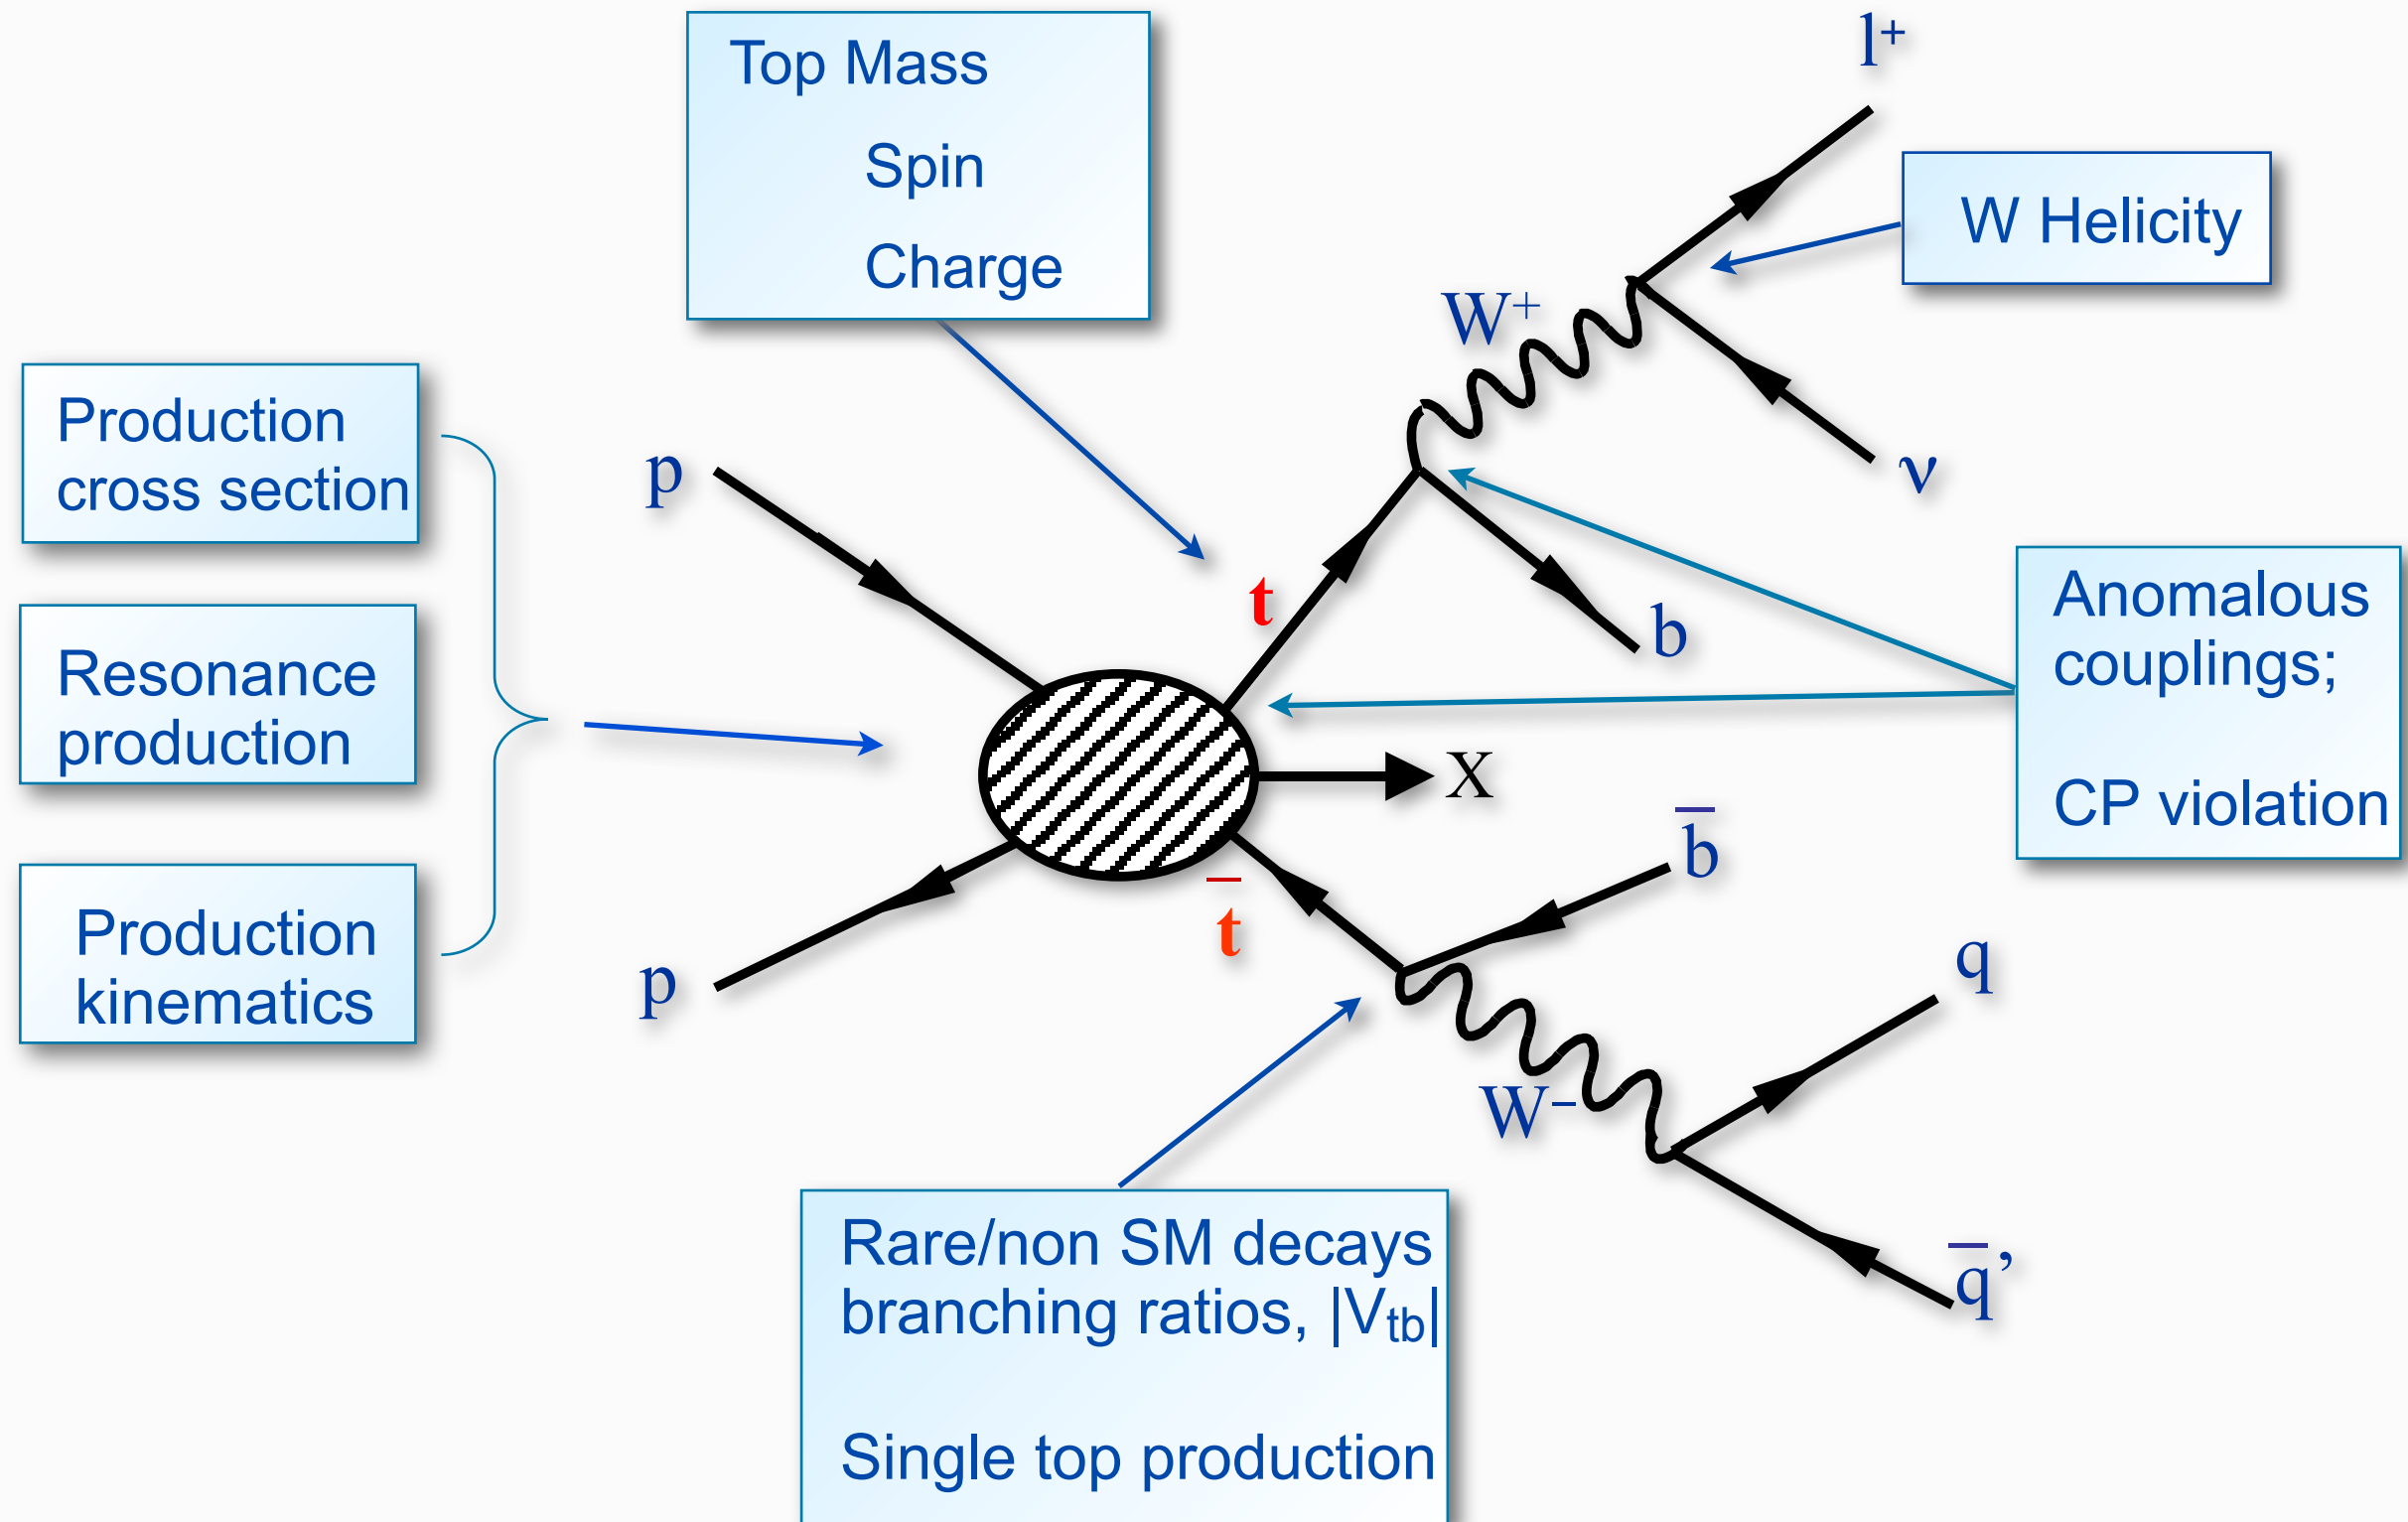 Top Mass
Spin
Charge
l⁺
W Helicity
W⁺
Production
cross section
p
ν
t
b
Anomalous
couplings;
CP violation
Resonance
production
X
b̅
t̅
Production
kinematics
p
q
W⁻
q̅’
Rare/non SM decays
branching ratios, |V_tb|
Single top production